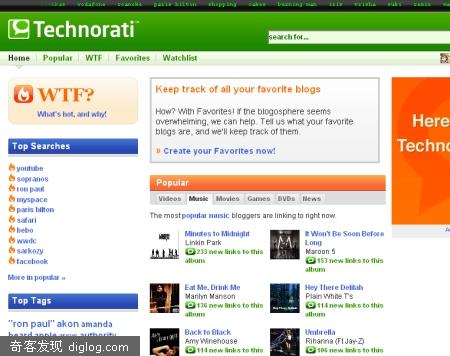 vodafone paris hilton shopping cakes burning man
Technorati™
search for...
Home Popular WTF Favorites Watchlist
WTF?
What's hot, and why!
Keep track of all your favorite blogs
How? With Favorites! If the blogosphere seems
overwhelming, we can help. Tell us what your favorite
blogs are, and we'll keep track of them.
» Create your Favorites now!
Here
Techno
Top Searches
youtube
sopranos
ron paul
myspace
paris hilton
safari
bebo
wwdc
sarkozy
facebook
More in popular »
Top Tags
"ron paul" akon amanda
Popular
Videos Music Movies Games DVDs News
The most popular music bloggers are linking to right now.
Minutes to Midnight
Linkin Park
233 new links to this
album
It Won't Be Soon Before
Long
Maroon 5
153 new links to this
album
Eat Me, Drink Me
Marilyn Manson
136 new links to this
album
Hey There Delilah
Plain White T's
114 new links to this
album
Back to Black
Amy Winehouse
114 new links to this
Umbrella
Rihanna (Ft Jay-Z)
106 new links to this
奇客发现 diglog.com